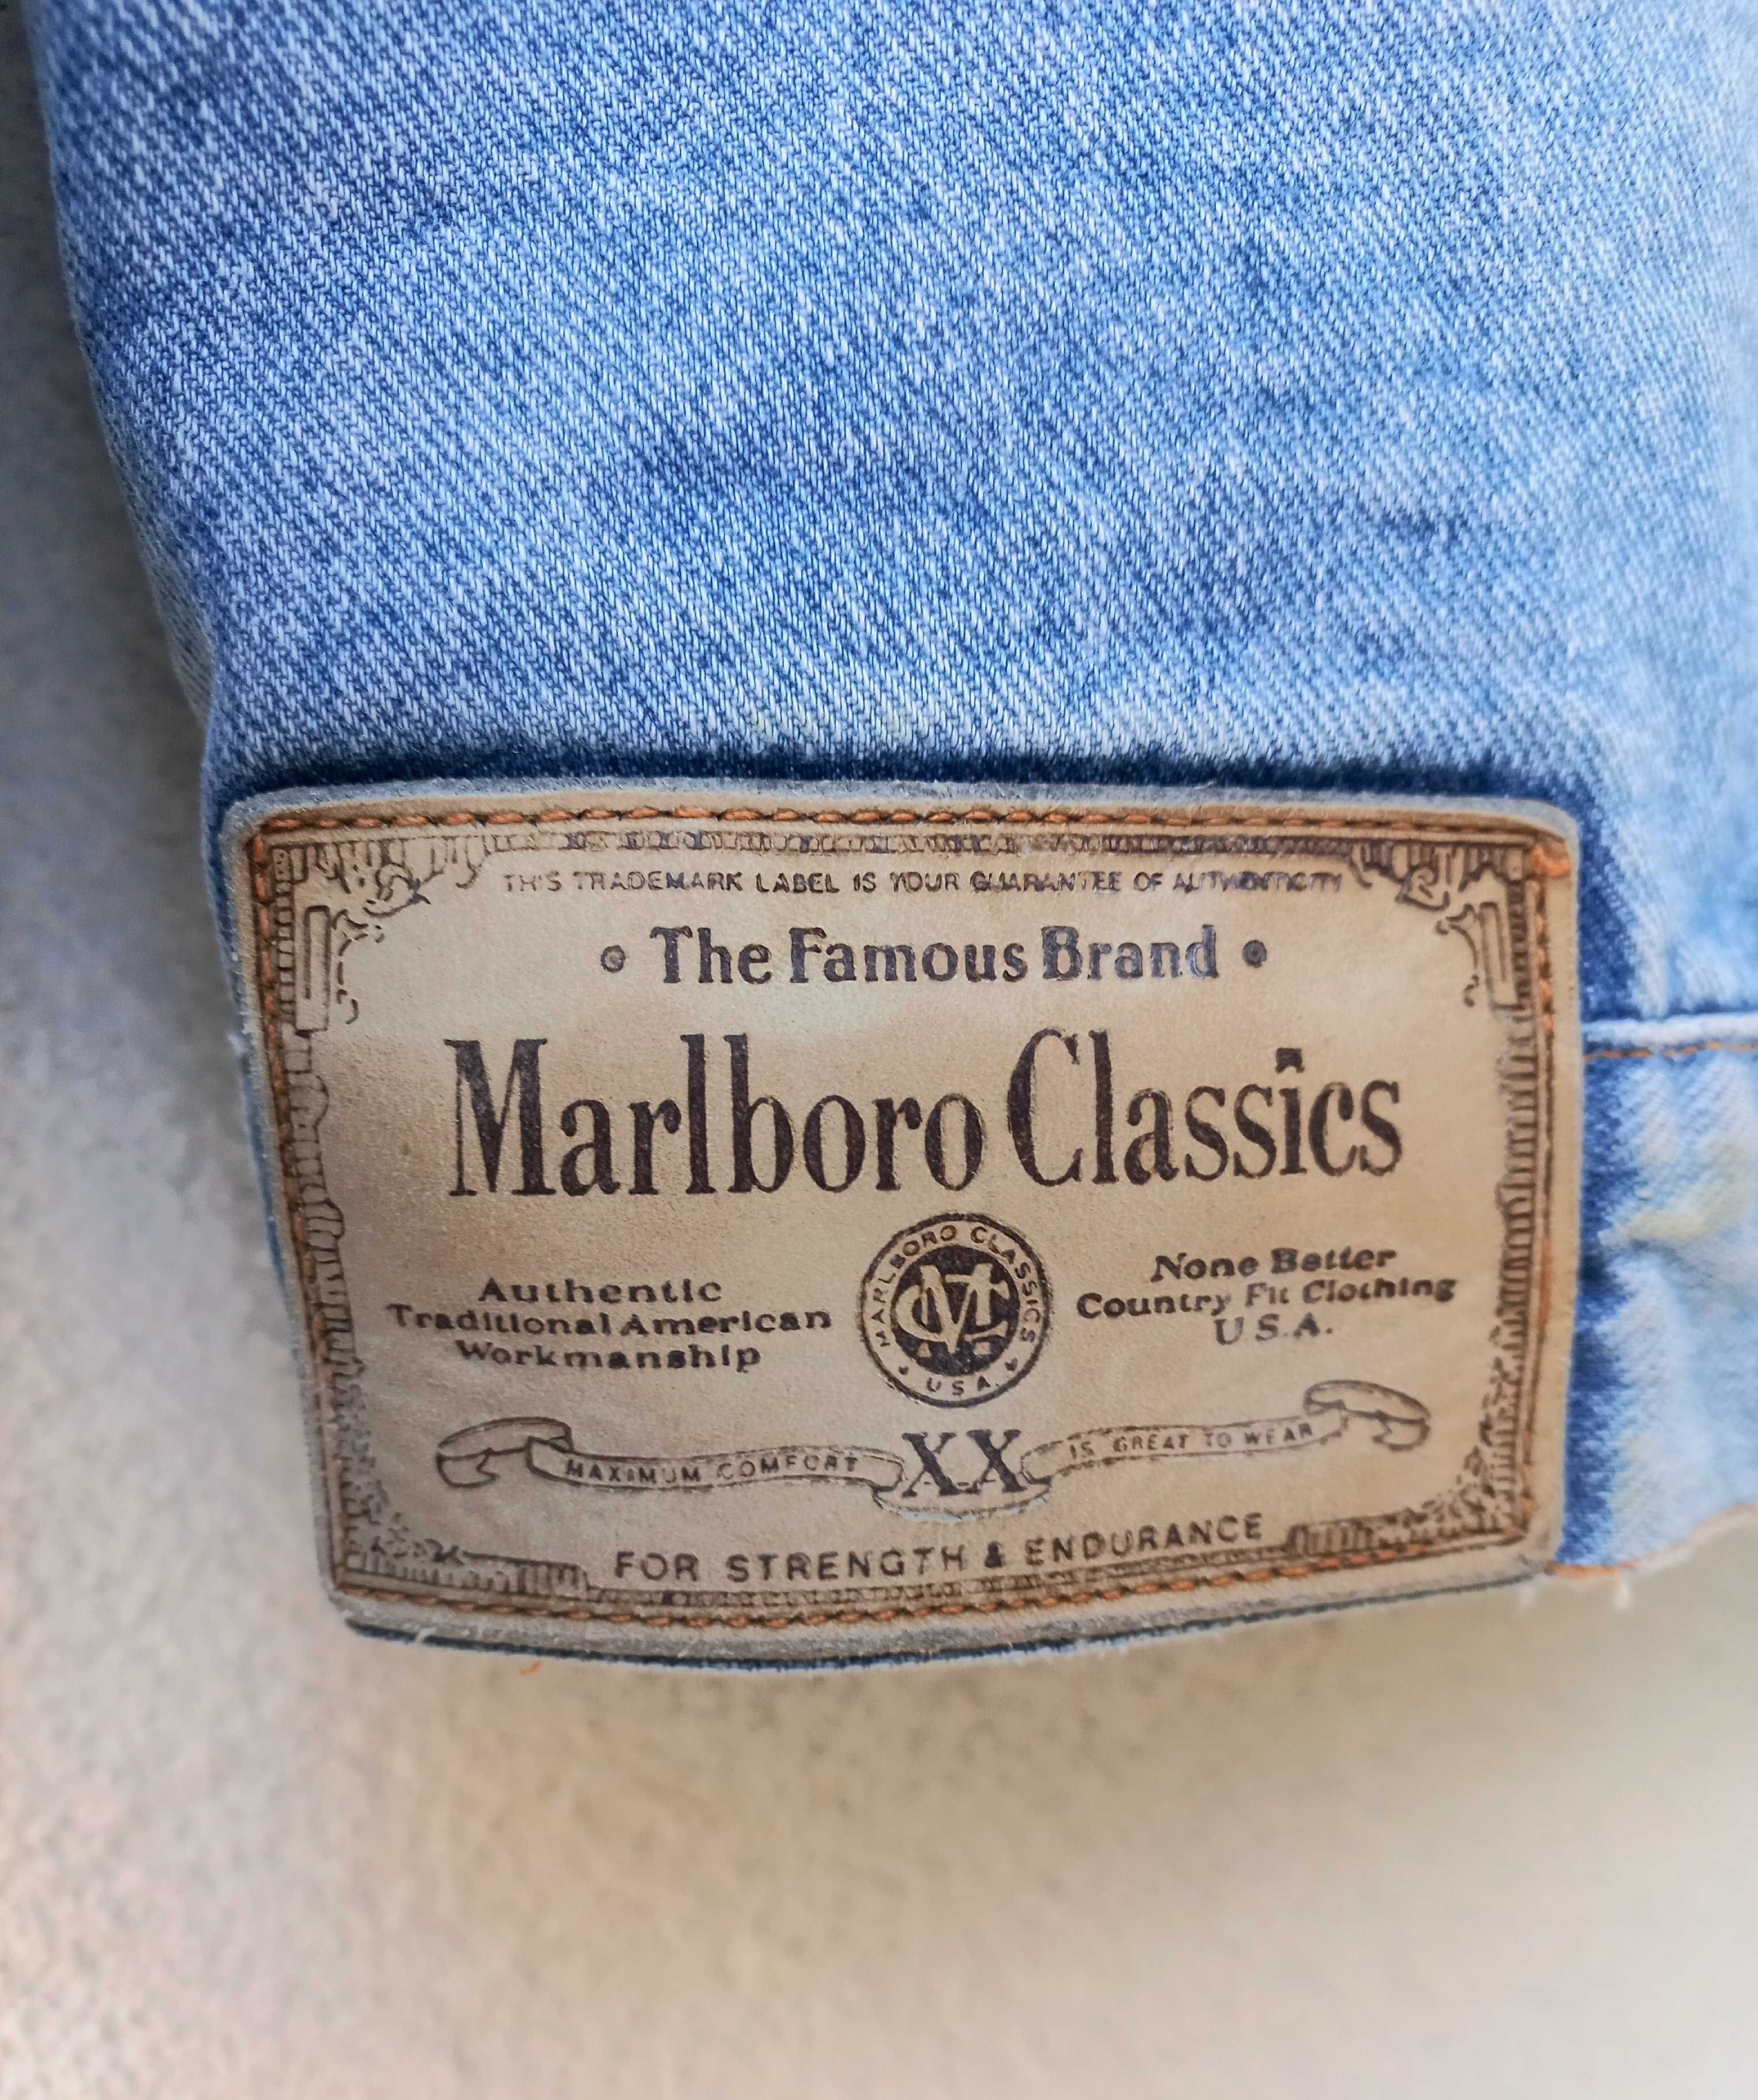 THIS TRADEMARK LABEL IS YOUR GUARANTEE OF AUTHENTICITY
• The Famous Brand •
Marlboro Classics
Authentic
Traditional American
Workmanship
MARLBORO CLASSICS
MC
U S A
None Better
Country Fit Clothing
U.S.A.
MAXIMUM COMFORT XX IS GREAT TO WEAR
FOR STRENGTH & ENDURANCE